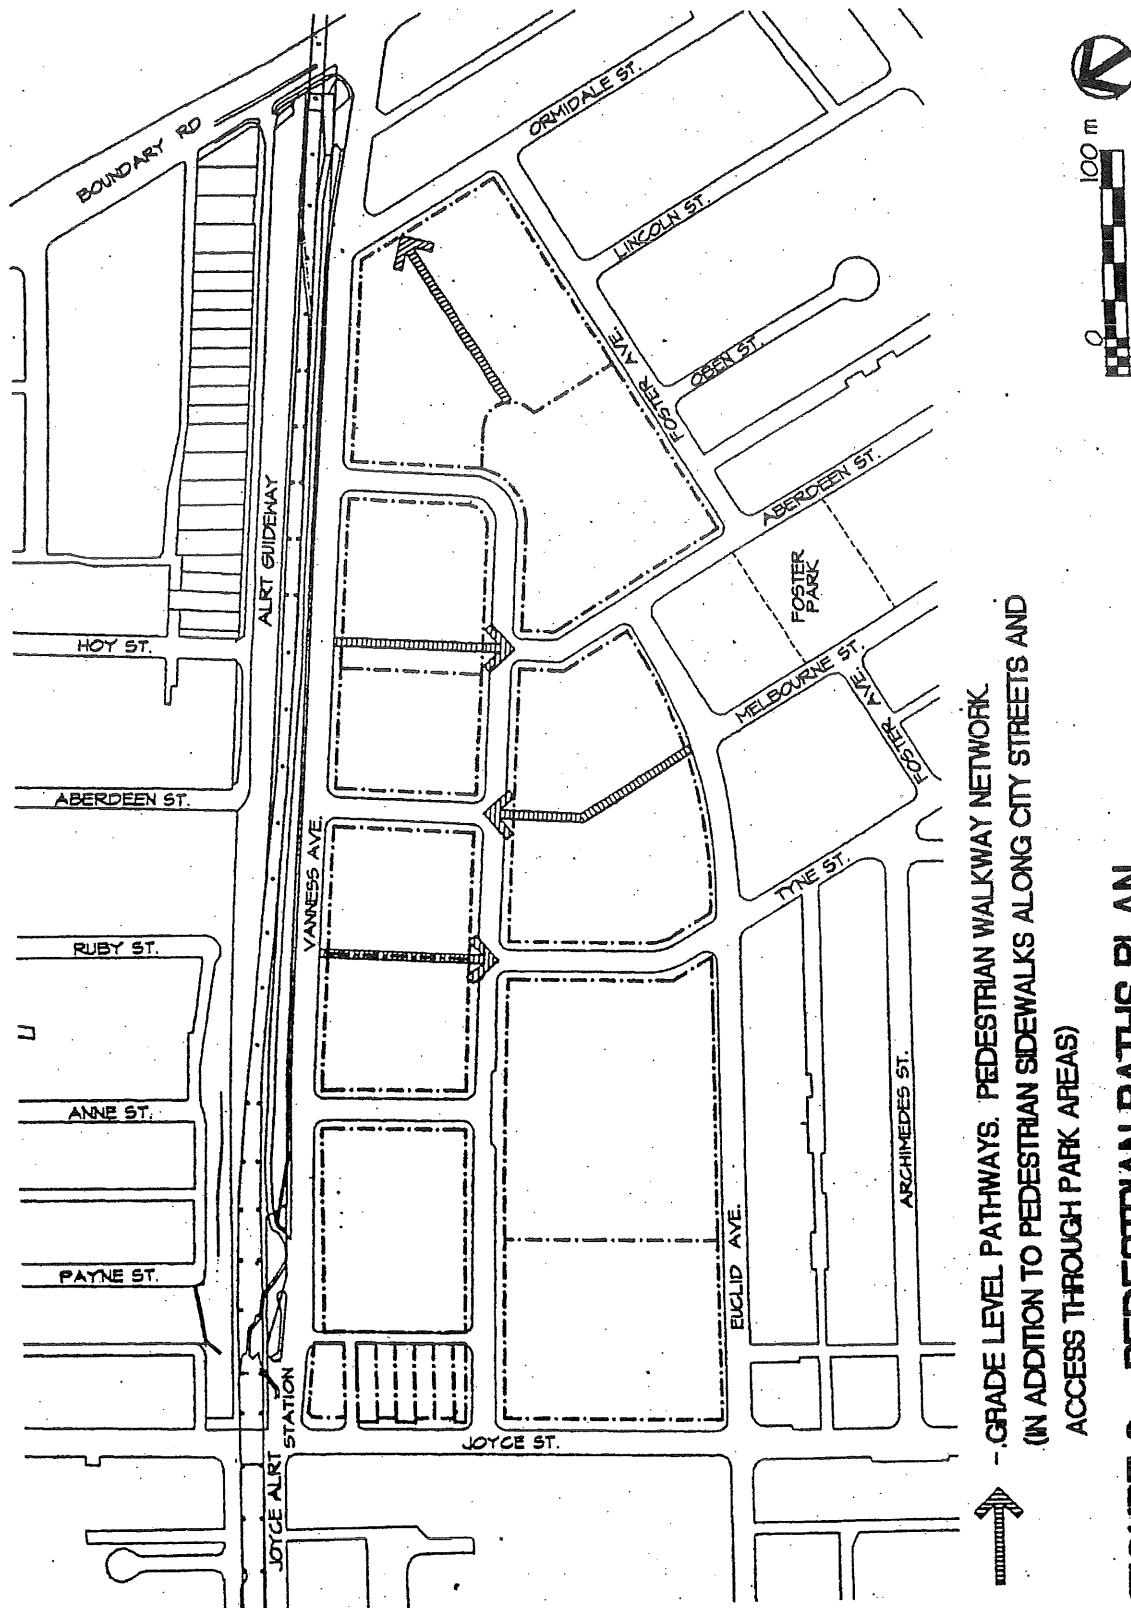 BOUNDARY RD
ORMIDALE ST.
LINCOLN ST.
FOSTER AVE.
OBEN ST.
ABERDEEN ST.
FOSTER
PARK
MELBOURNE ST.
FOSTER AVE.
TYNE ST.
ALRT GUIDEWAY
HOY ST.
ABERDEEN ST.
VANNESS AVE.
RUBY ST.
ANNE ST.
ARCHIMEDES ST.
PAYNE ST.
EUCLID AVE.
JOYCE ALRT STATION
JOYCE ST.
0 100 m
- GRADE LEVEL PATHWAYS. PEDESTRIAN WALKWAY NETWORK.
(IN ADDITION TO PEDESTRIAN SIDEWALKS ALONG CITY STREETS AND
ACCESS THROUGH PARK AREAS)
PEDESTRIAN PATHS PLAN